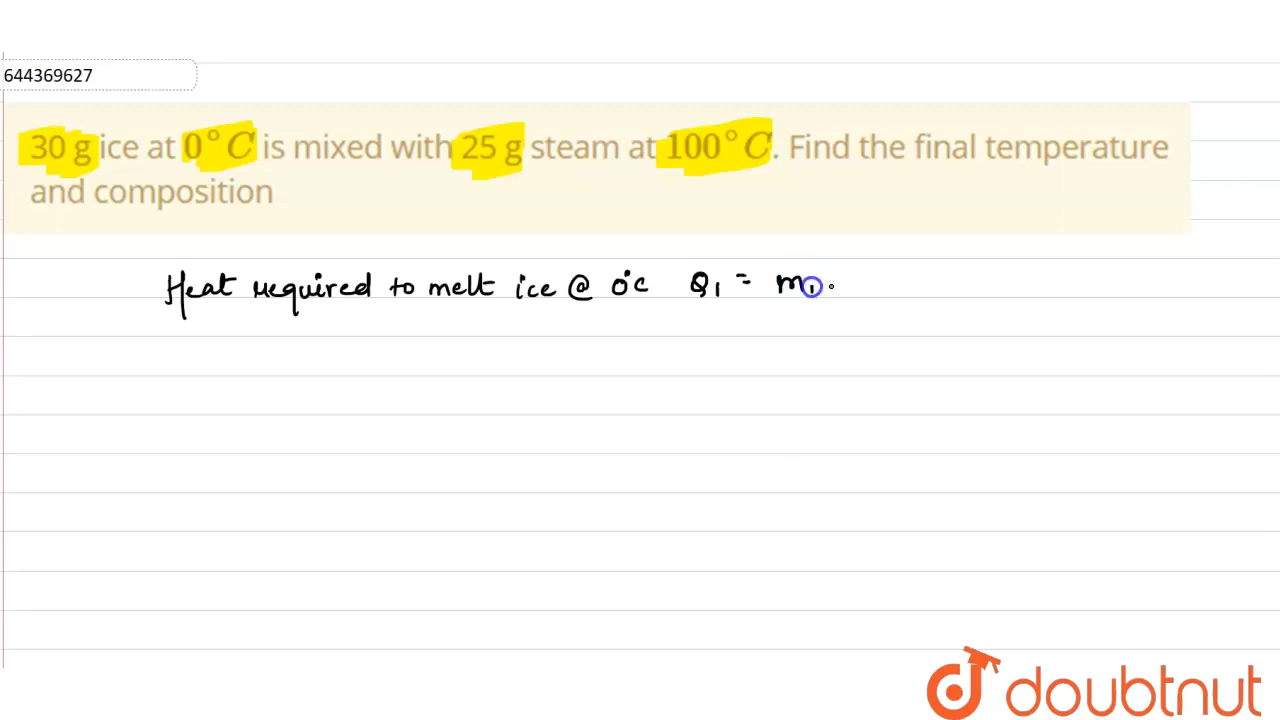 644369627
30 g ice at 0°C is mixed with 25 g steam at 100°C. Find the final temperature
and composition
Heat required to melt ice @ 0°C Q₁ = m₁.
doubtnut